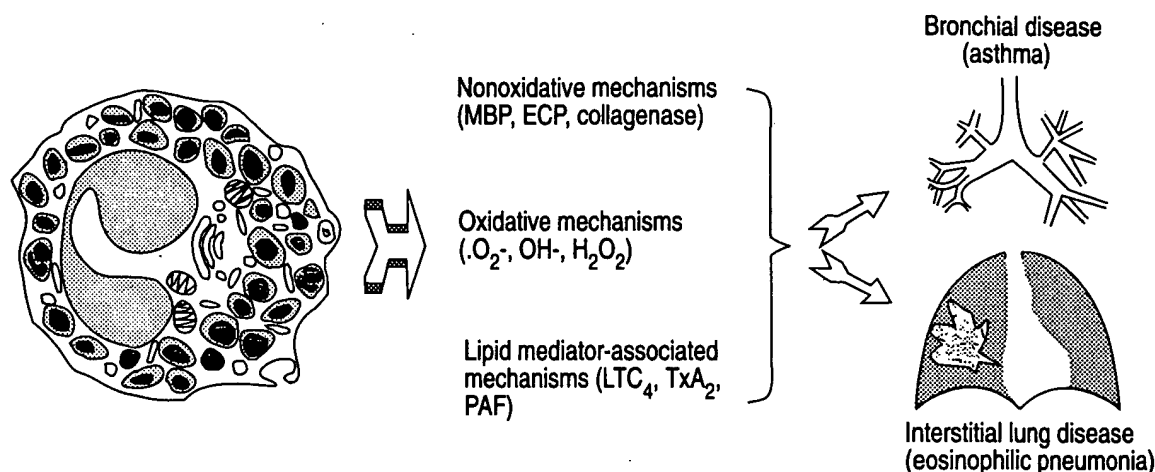 Bronchial disease
(asthma)
Nonoxidative mechanisms
(MBP, ECP, collagenase)
Oxidative mechanisms
(.O₂-, OH-, H₂O₂)
Lipid mediator-associated
mechanisms (LTC₄, TxA₂,
PAF)
Interstitial lung disease
(eosinophilic pneumonia)